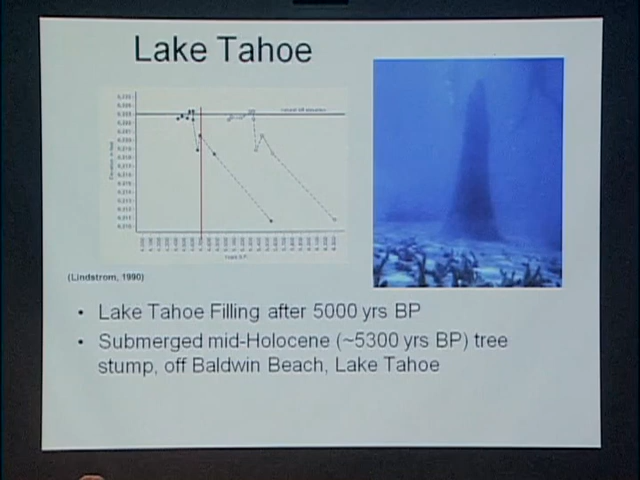 Lake Tahoe
(Lindstrom, 1990)
• Lake Tahoe Filling after 5000 yrs BP
• Submerged mid-Holocene (~5300 yrs BP) tree
stump, off Baldwin Beach, Lake Tahoe